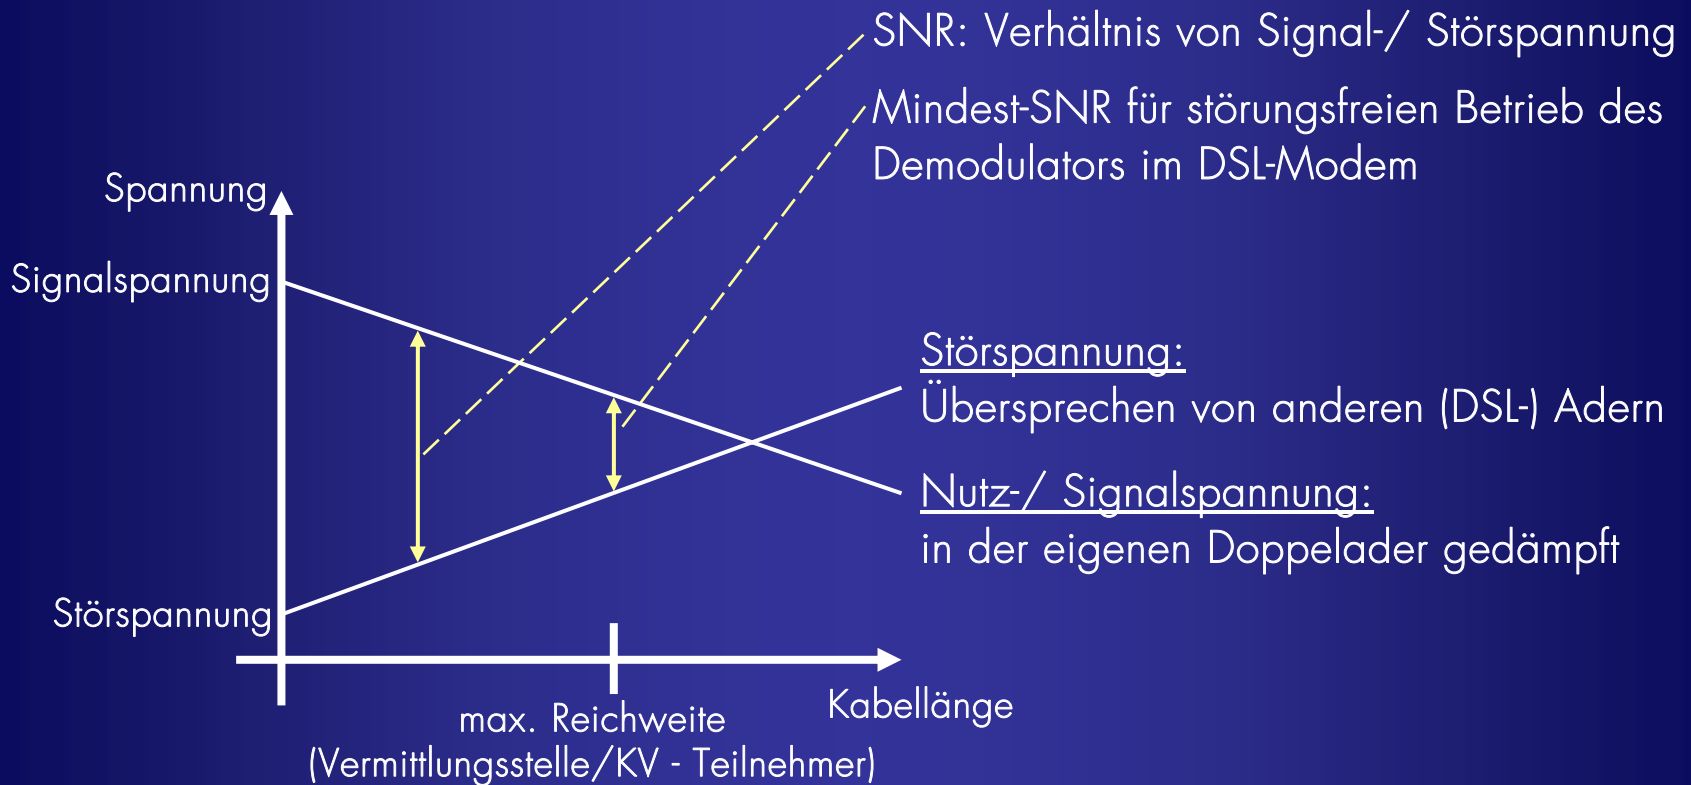 SNR: Verhältnis von Signal-/ Störspannung
Mindest-SNR für störungsfreien Betrieb des
Demodulators im DSL-Modem
Spannung
Signalspannung
Störspannung:
Übersprechen von anderen (DSL-) Adern
Nutz-/ Signalspannung:
in der eigenen Doppelader gedämpft
Störspannung
Kabellänge
max. Reichweite
(Vermittlungsstelle/KV - Teilnehmer)